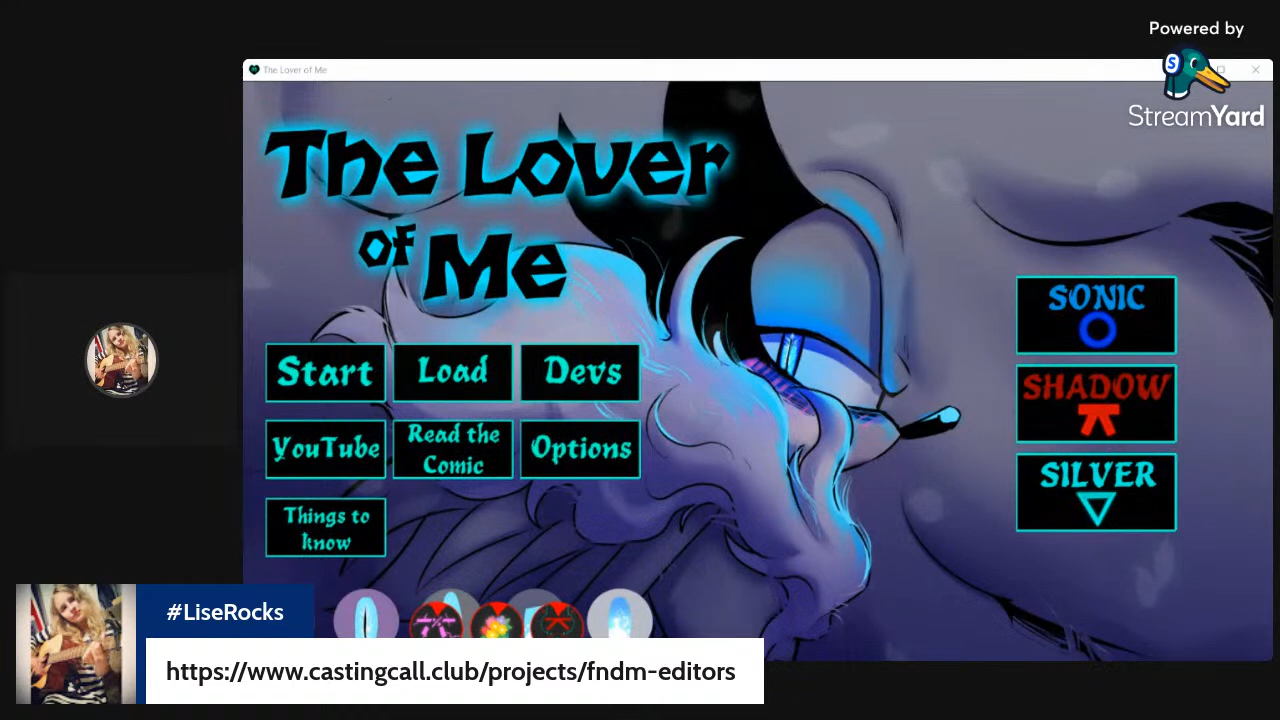 Powered by
StreamYard
The Lover of Me
The Lover
of Me
Start
Load
Devs
YouTube
Read the
Comic
Options
Things to
know
SONIC
SHADOW
SILVER
#LiseRocks
https://www.castingcall.club/projects/fndm-editors